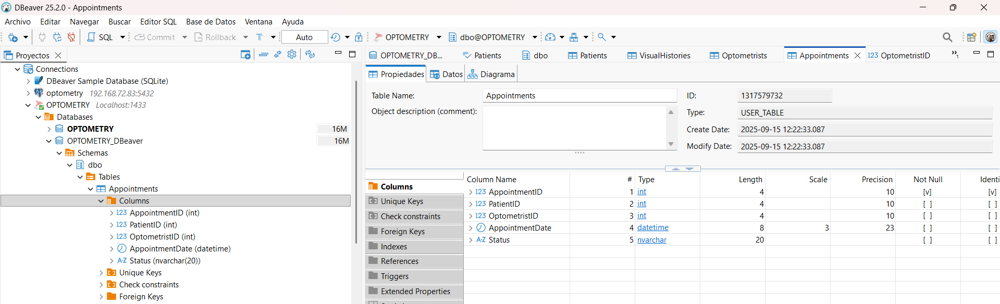 DBeaver 25.2.0 - Appointments
Archivo Editar Navegar Buscar Editor SQL Base de Datos Ventana Ayuda
SQL Commit Rollback T Auto OPTOMETRY dbo@OPTOMETRY
Proyectos
Connections
DBeaver Sample Database (SQLite)
optometry 192.168.72.83:5432
OPTOMETRY Localhost:1433
Databases
OPTOMETRY 16M
OPTOMETRY_DBeaver 16M
Schemas
dbo
Tables
Appointments
Columns
123 AppointmentID (int)
123 PatientID (int)
123 OptometristID (int)
AppointmentDate (datetime)
A-Z Status (nvarchar(20))
Unique Keys
Check constraints
Foreign Keys
OPTOMETRY_DB... Patients dbo Patients VisualHistories Optometrists Appointments 123 OptometristID »1
Propiedades Datos Diagrama
Table Name: Appointments
Object description (comment):
ID: 1317579732
Type: USER_TABLE
Create Date: 2025-09-15 12:22:33.087
Modify Date: 2025-09-15 12:22:33.087
Columns
Unique Keys
Check constraints
Foreign Keys
Indexes
References
Triggers
Extended Properties
Column Name # Type Length Scale Precision Not Null Identi
123 AppointmentID 1 int 4 10 [v] [v]
123 PatientID 2 int 4 10 [ ] [ ]
123 OptometristID 3 int 4 10 [ ] [ ]
AppointmentDate 4 datetime 8 3 23 [ ] [ ]
A-Z Status 5 nvarchar 20 [ ] [ ]